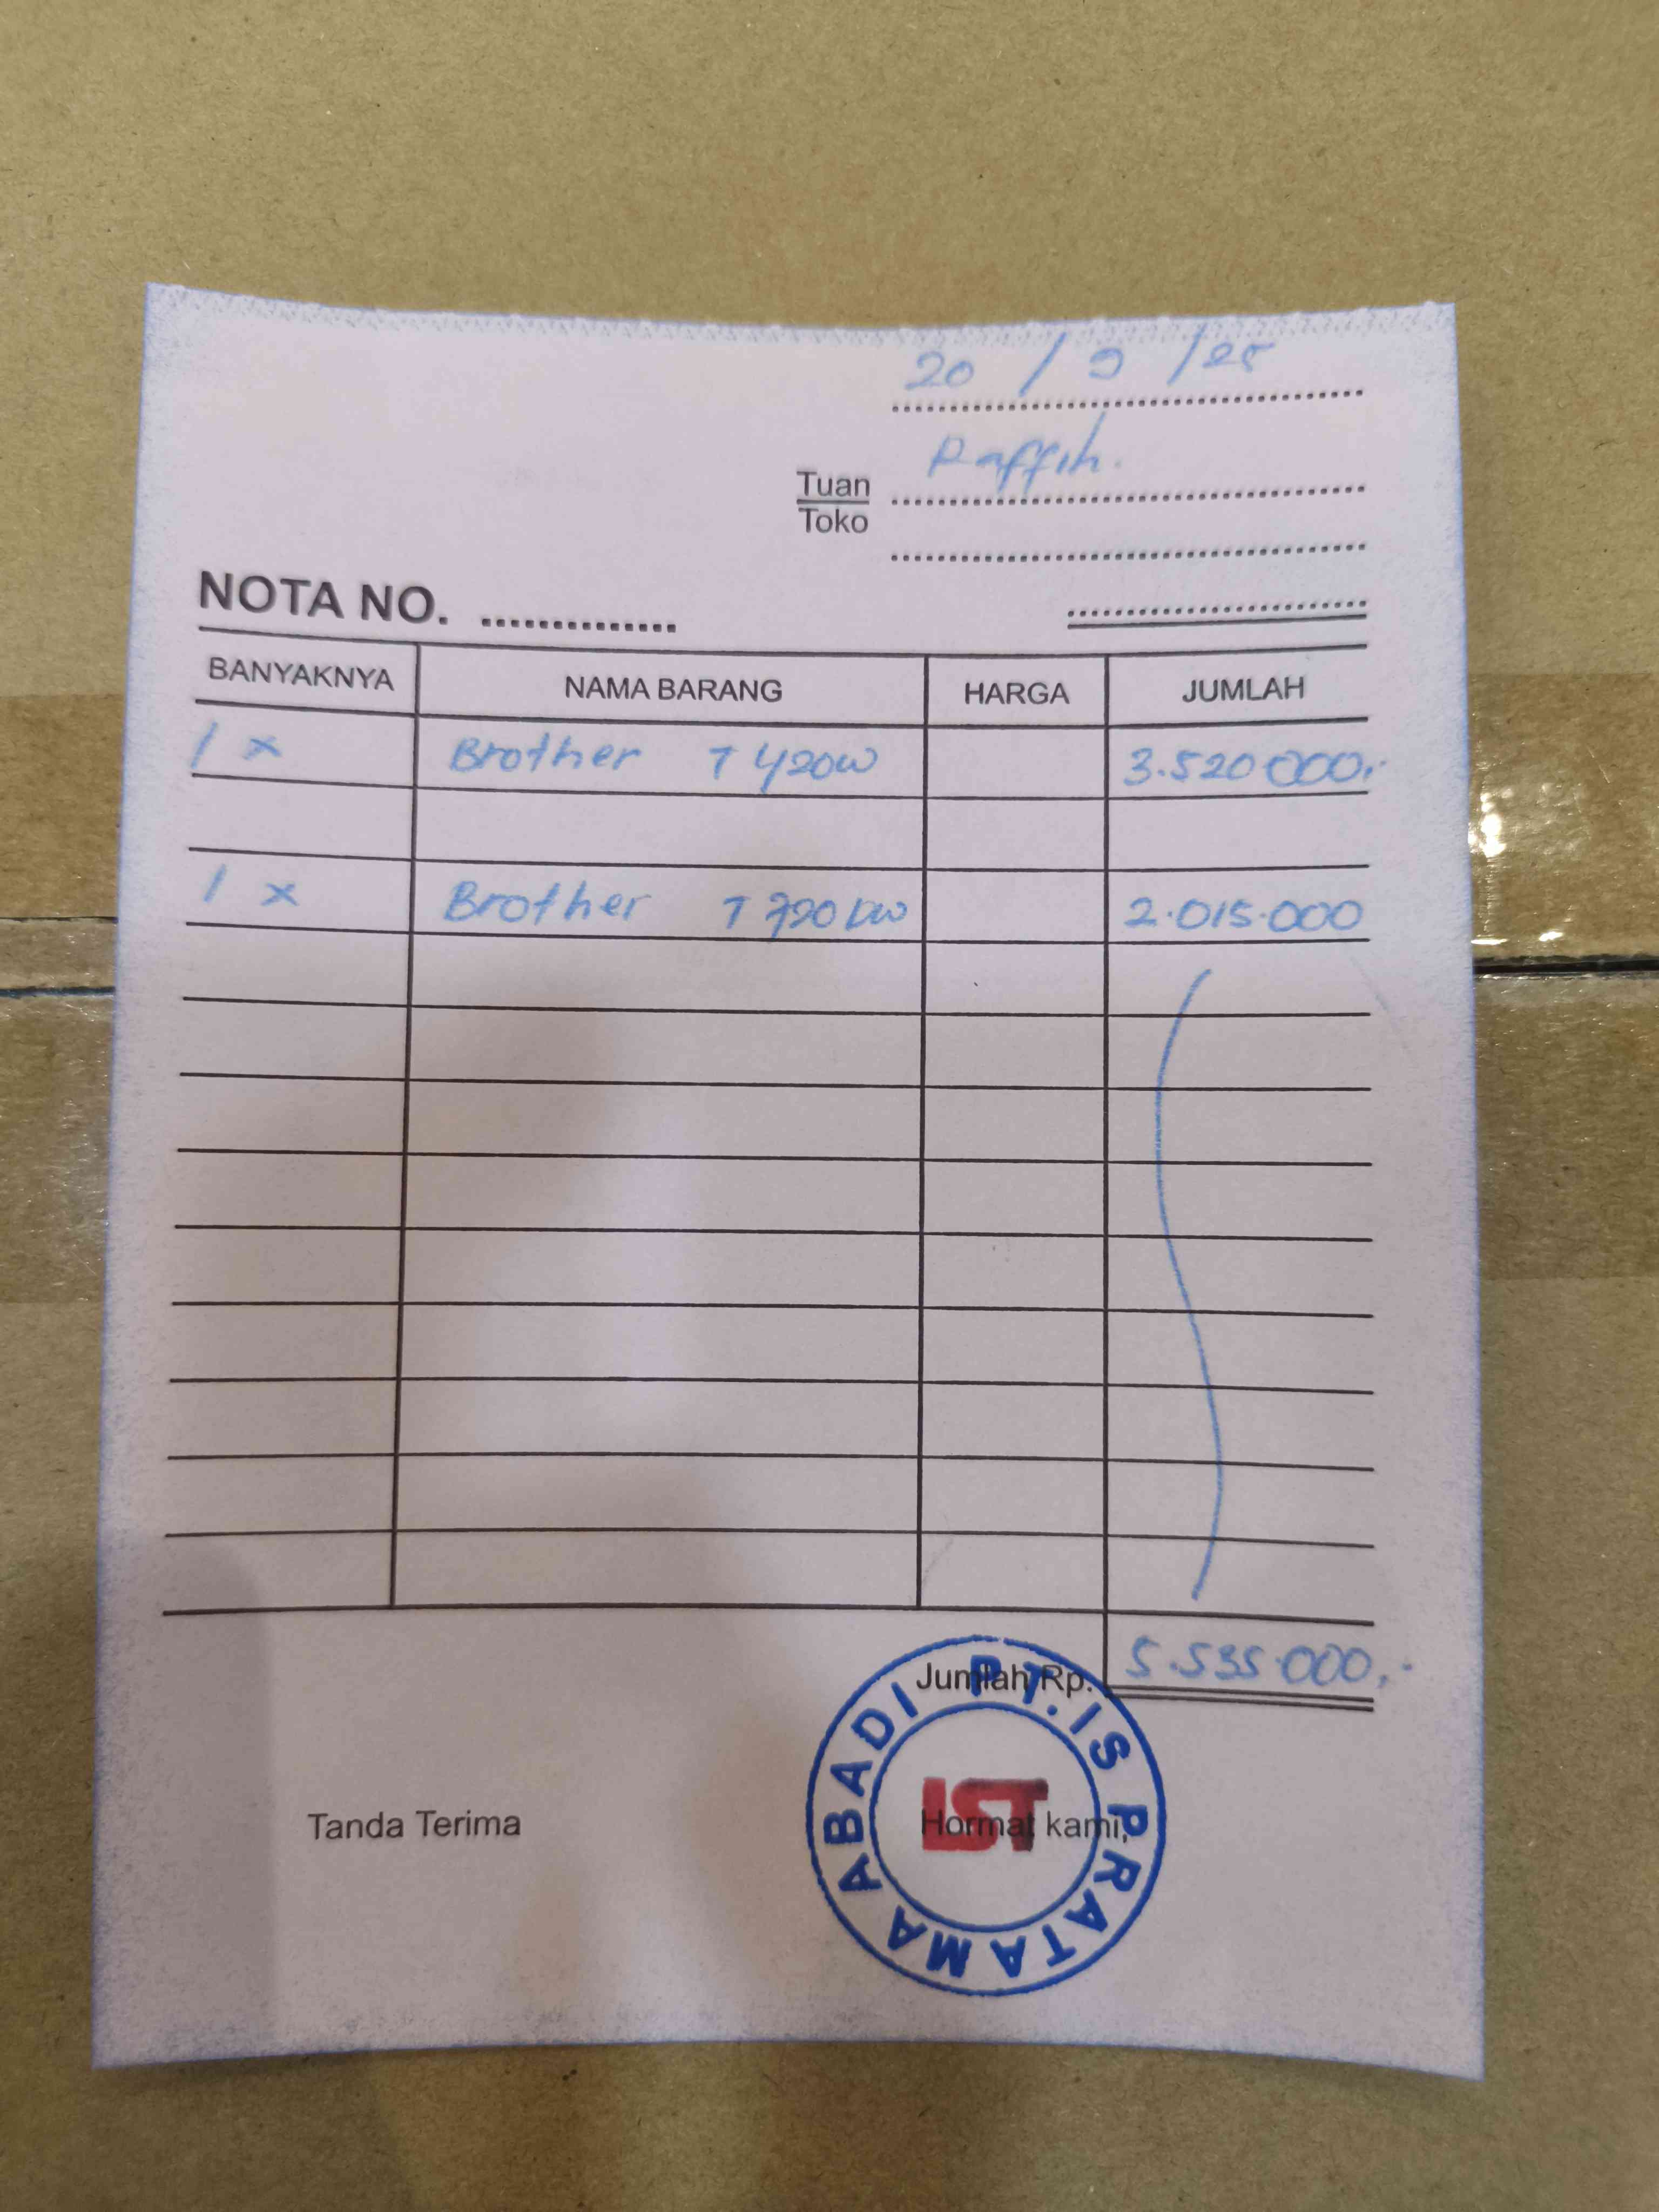 20 / 9 / 25
Raffih.
Tuan
Toko
NOTA NO. ..............
BANYAKNYA NAMA BARANG HARGA JUMLAH
1 x Brother T 420W 3.520 000,-
1 x Brother T 720 DW 2.015.000
Jumlah Rp. 5.535.000,-
Tanda Terima Hormat kami,
PT. IS PRATAMA ABADI
IST